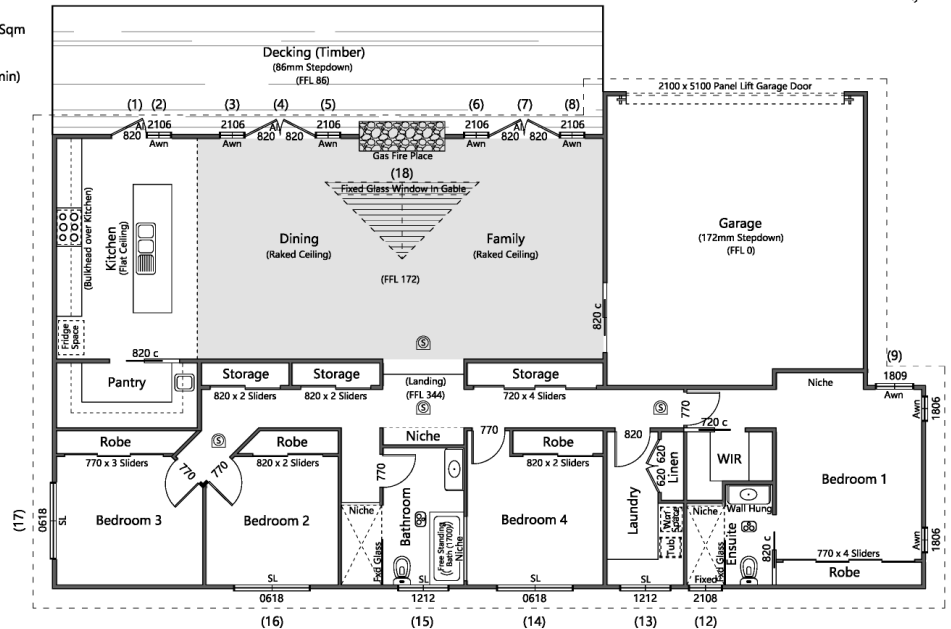 Sqm
min)
Decking (Timber)
(86mm Stepdown)
(FFL 86)
2100 x 5100 Panel Lift Garage Door
(1) (2) (3) (4) (5) (6) (7) (8)
820 2106 2106 820 820 2106 2106 820 820 2106
Awn Awn Awn Awn Awn
Gas Fire Place
(18)
Fixed Glass Window In Gable
(Bulkhead over Kitchen)
Kitchen
(Flat Ceiling)
Dining
(Raked Ceiling)
Family
(Raked Ceiling)
(FFL 172)
Garage
(172mm Stepdown)
(FFL 0)
820 c
Fridge
Space
S
820 c
(9)
Pantry
Storage
820 x 2 Sliders
Storage
820 x 2 Sliders
(Landing)
(FFL 344)
S
Storage
720 x 4 Sliders
S
770
Niche
1809
Awn
1806
Awn
720 c
Robe
770 x 3 Sliders
S
Robe
820 x 2 Sliders
Niche
770
Robe
820 x 2 Sliders
820
620
620
Linen
WIR
770
770
770
Bedroom 1
(17)
0618
SL
Bedroom 3
Bedroom 2
Niche
Fxd Glass
Bathroom
Free Standing
Bath (1700)
Niche
Bedroom 4
Laundry
Space
Tub
Niche
Fxd Glass
Wall Hung
Ensuite
820 c
1806
Awn
770 x 4 Sliders
Robe
SL SL SL SL Fixed
0618 1212 0618 1212 2108
(16) (15) (14) (13) (12)